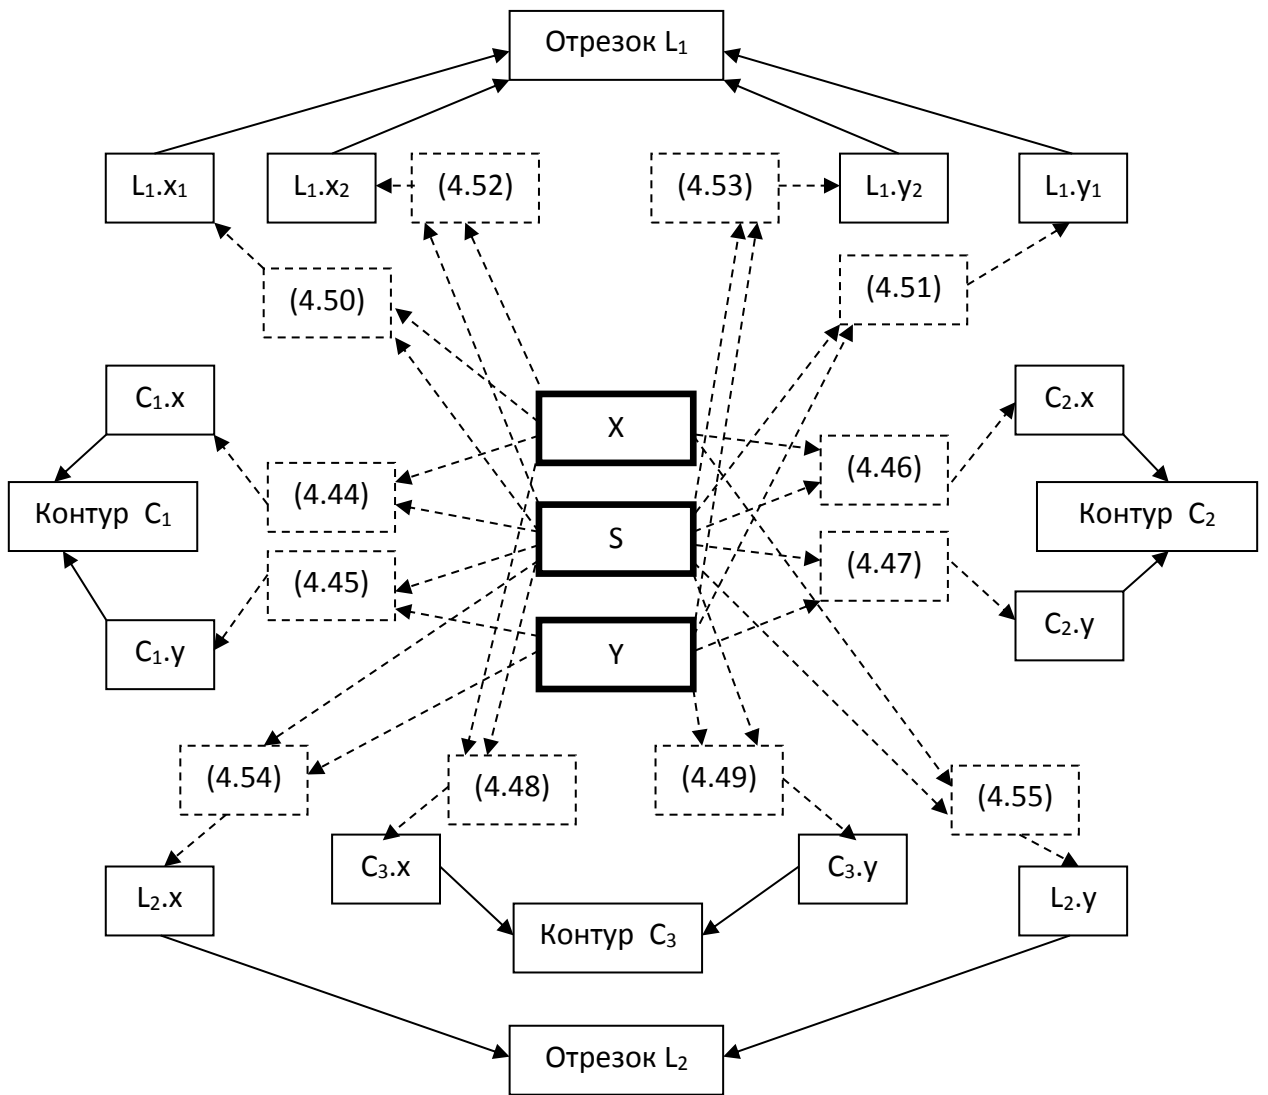 Отрезок L₁
L₁.x₁
L₁.x₂
(4.52)
(4.53)
L₁.y₂
L₁.y₁
(4.50)
(4.51)
C₁.x
X
C₂.x
(4.44)
(4.46)
Контур C₁
S
Контур C₂
(4.45)
(4.47)
C₁.y
Y
C₂.y
(4.54)
(4.48)
(4.49)
(4.55)
C₃.x
C₃.y
L₂.x
L₂.y
Контур C₃
Отрезок L₂